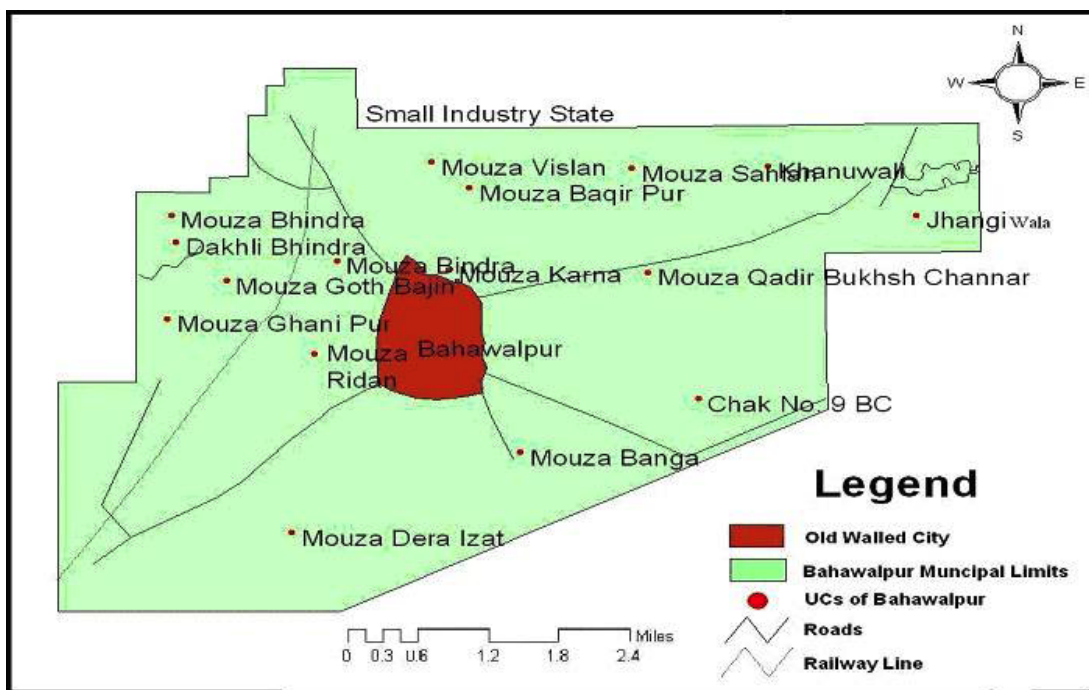 N
W E
S
Small Industry State
Mouza Vislan
Mouza Sahlan
Khanuwali
Mouza Baqir Pur
Mouza Bhindra
Jhangi Wala
Dakhli Bhindra
Mouza Bindra
Mouza Karna
Mouza Qadir Bukhsh Channar
Mouza Goth Bajin
Mouza Ghani Pur
Mouza
Ridan
Bahawalpur
Chak No. 9 BC
Mouza Banga
Mouza Dera Izat
Legend
Old Walled City
Bahawalpur Muncipal Limits
UCs of Bahawalpur
Roads
Railway Line
Miles
0 0.3 0.6 1.2 1.8 2.4